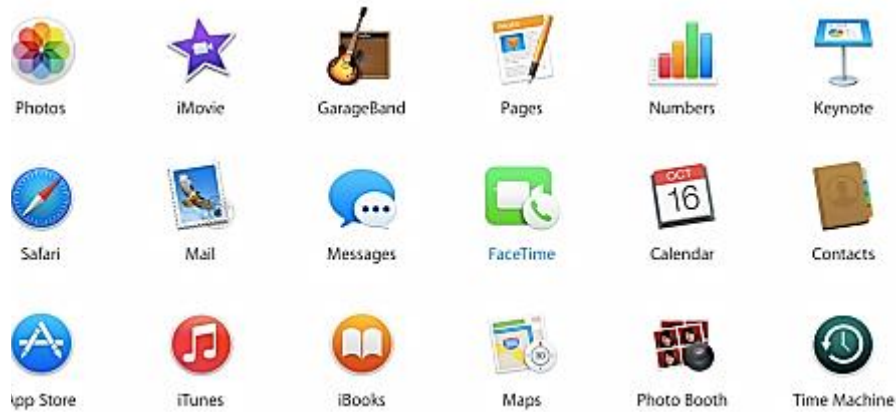 Photos iMovie GarageBand Pages Numbers Keynote
OCT
16
Safari Mail Messages FaceTime Calendar Contacts
App Store iTunes iBooks Maps Photo Booth Time Machine